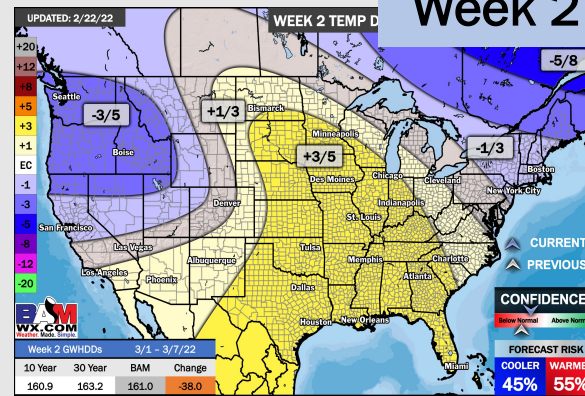 Week 2
UPDATED: 2/22/22
WEEK 2 TEMP D
+20
+12
+8
+5
+3
+1
EC
-1
-3
-5
-8
-12
-20
-5/8
Seattle
-3/5
+1/3
Bismarck
Minneapolis
-1/3
Boise
+3/5
Boston
Des Moines
Chicago
Cleveland
New York City
Denver
Indianapolis
San Francisco
St. Louis
Las Vegas
CURRENT
Los Angeles
Albuquerque
Tulsa
Memphis
Charlotte
PREVIOUS
Phoenix
Atlanta
Dallas
CONFIDENCE
Houston
New Orleans
Below Normal
Above Norm
BAM
WX.COM
Weather. Made. Simple.
Week 2 GWHDDs 3/1 – 3/7/22
10 Year 30 Year BAM Change
160.9 163.2 161.0 -38.0
Miami
FORECAST RISK
COOLER WARME
45% 55%